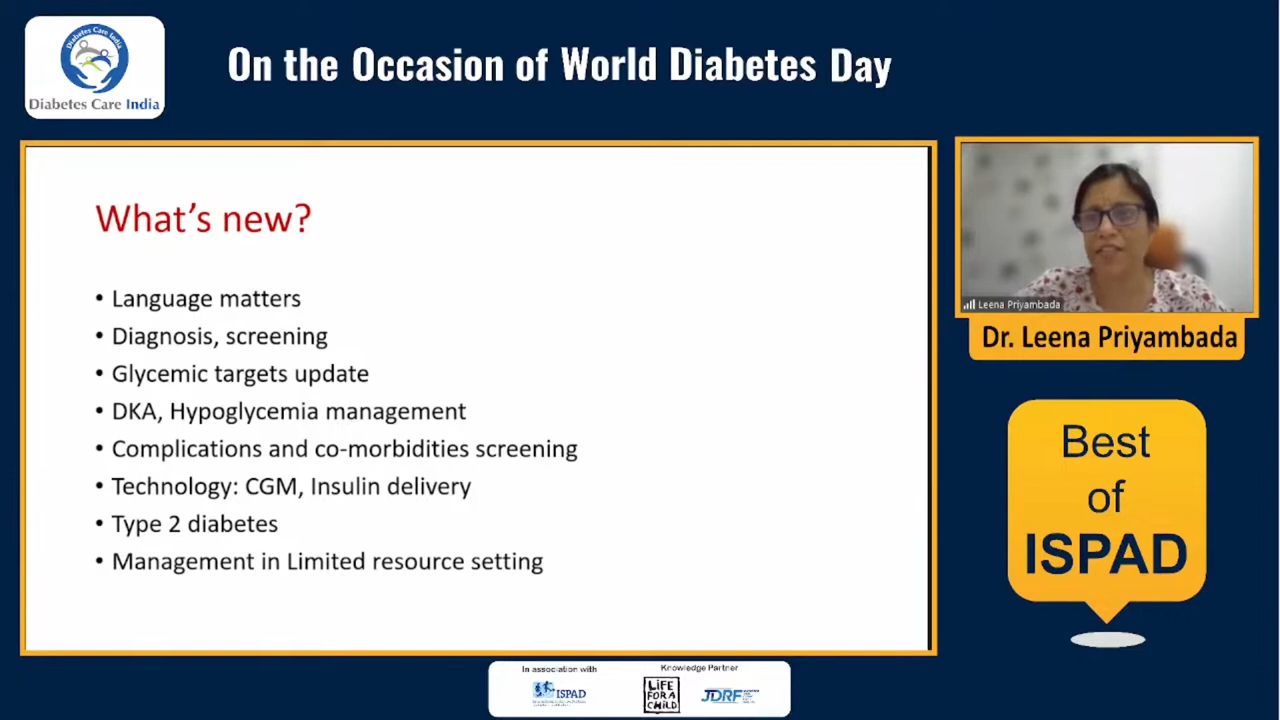 Diabetes Care India
Diabetes Care India
On the Occasion of World Diabetes Day
What's new?
• Language matters
• Diagnosis, screening
• Glycemic targets update
• DKA, Hypoglycemia management
• Complications and co-morbidities screening
• Technology: CGM, Insulin delivery
• Type 2 diabetes
• Management in Limited resource setting
Leena Priyambada
Dr. Leena Priyambada
Best
of
ISPAD
In association with
ISPAD
Knowledge Partner
LiFE
FOR A
CHILD
JDRF